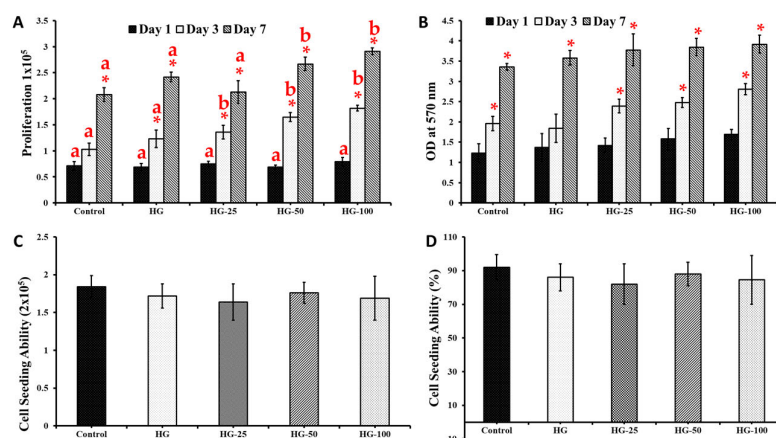 A
Day 1 Day 3 Day 7
Proliferation 1x10⁵
3.5
3
2.5
2
1.5
1
0.5
0
a
a
a
*
a
a
*
a
*
a
b
*
a
*
a
b
*
b
*
a
b
*
b
*
Control HG HG-25 HG-50 HG-100
B
Day 1 Day 3 Day 7
OD at 570 nm
4.5
4
3.5
3
2.5
2
1.5
1
0.5
0
*
*
*
*
*
*
*
*
*
Control HG HG-25 HG-50 HG-100
C
Cell Seeding Ability (2x10⁵)
2.5
2
1.5
1
0.5
0
Control HG HG-25 HG-50 HG-100
D
Cell Seeding Ability (%)
110
90
70
50
30
10
-10
Control HG HG-25 HG-50 HG-100